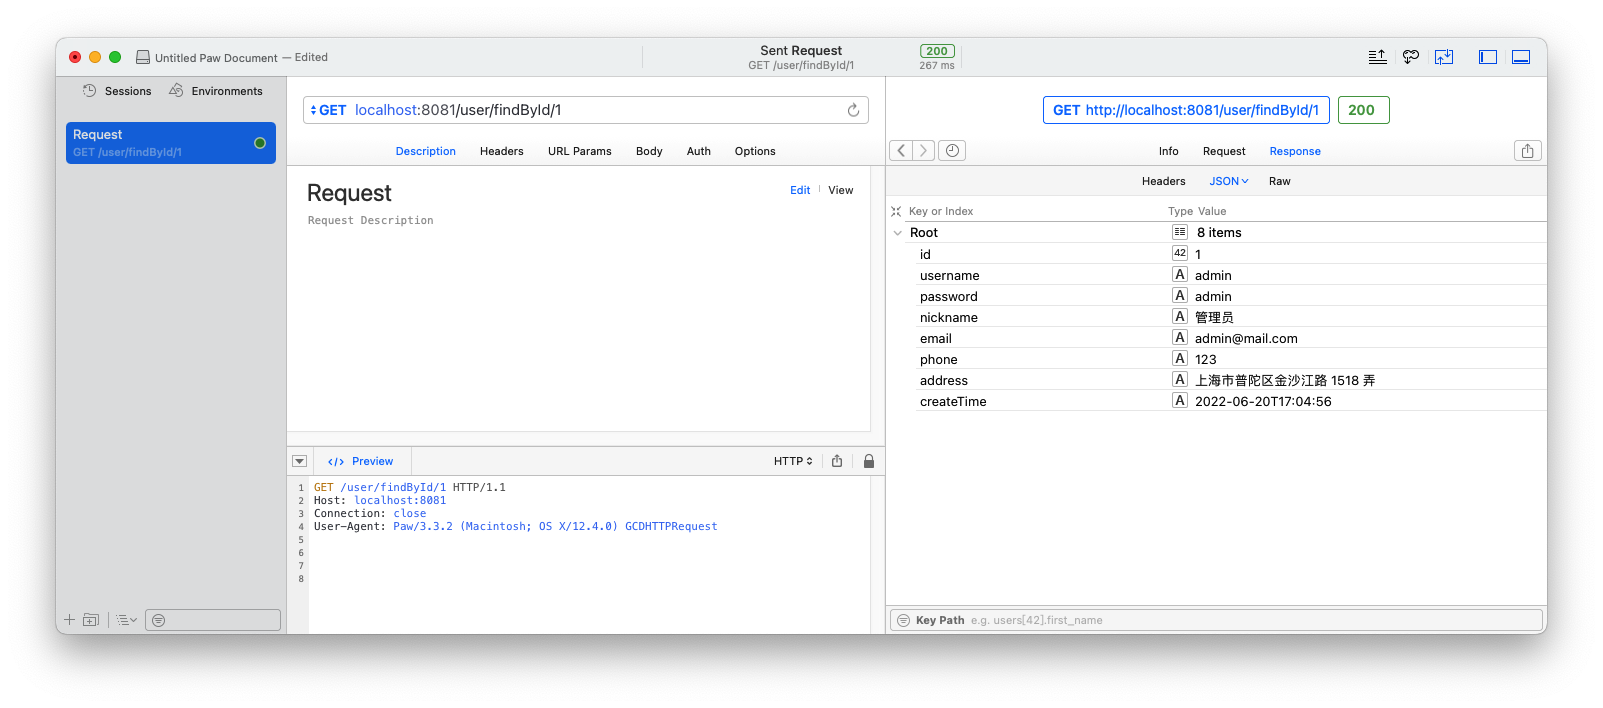 Untitled Paw Document — Edited
Sent Request
GET /user/findById/1
200
267 ms
Sessions
Environments
Request
GET /user/findById/1
GET localhost:8081/user/findById/1
Description Headers URL Params Body Auth Options
Request
Edit View
Request Description
Preview
HTTP
1 GET /user/findById/1 HTTP/1.1
2 Host: localhost:8081
3 Connection: close
4 User-Agent: Paw/3.3.2 (Macintosh; OS X/12.4.0) GCDHTTPRequest
5
6
7
8
GET http://localhost:8081/user/findById/1 200
Info Request Response
Headers JSON Raw
Key or Index Type Value
Root 8 items
id 42 1
username A admin
password A admin
nickname A 管理员
email A admin@mail.com
phone A 123
address A 上海市普陀区金沙江路 1518 弄
createTime A 2022-06-20T17:04:56
Key Path e.g. users[42].first_name